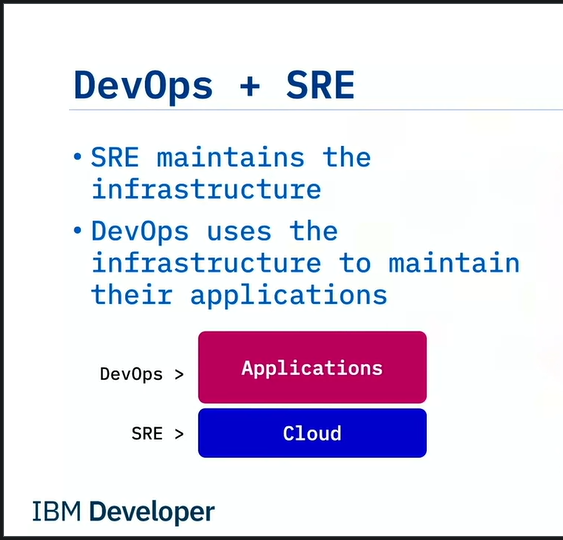 DevOps + SRE
• SRE maintains the
infrastructure
• DevOps uses the
infrastructure to maintain
their applications
DevOps > Applications
SRE > Cloud
IBM Developer